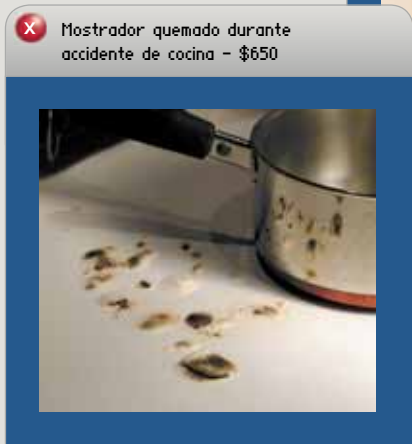 X
Mostrador quemado durante
accidente de cocina - $650